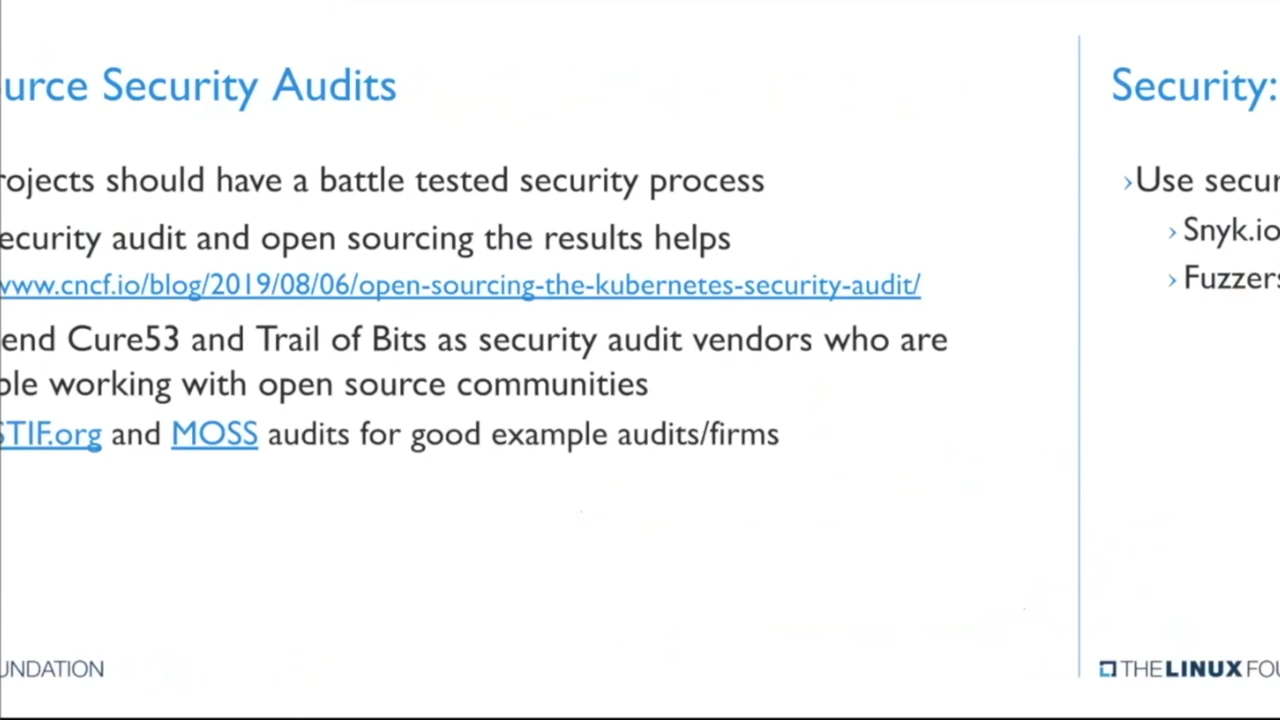 urce Security Audits
rojects should have a battle tested security process
ecurity audit and open sourcing the results helps
www.cncf.io/blog/2019/08/06/open-sourcing-the-kubernetes-security-audit/
end Cure53 and Trail of Bits as security audit vendors who are
ble working with open source communities
STIF.org and MOSS audits for good example audits/firms
UNDATION
Security:
›Use secur
› Snyk.io
› Fuzzers
THE LINUX FOU